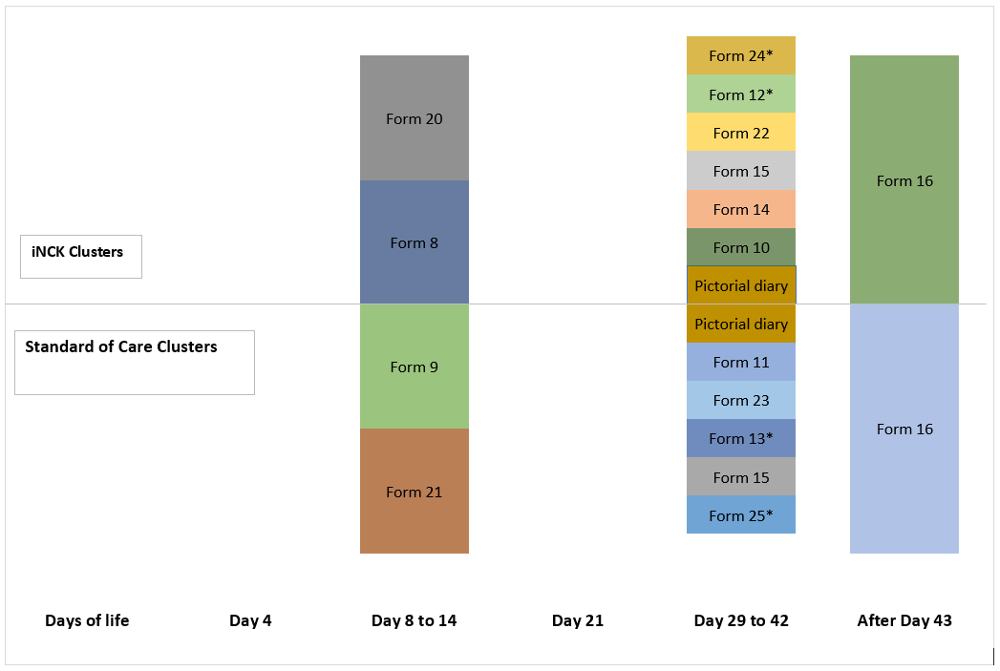 Form 24*
Form 12*
Form 22
Form 15
Form 14
Form 10
Pictorial diary
Form 20
Form 8
Form 16
iNCK Clusters
Standard of Care Clusters
Pictorial diary
Form 11
Form 23
Form 13*
Form 15
Form 25*
Form 9
Form 21
Form 16
Days of life
Day 4
Day 8 to 14
Day 21
Day 29 to 42
After Day 43